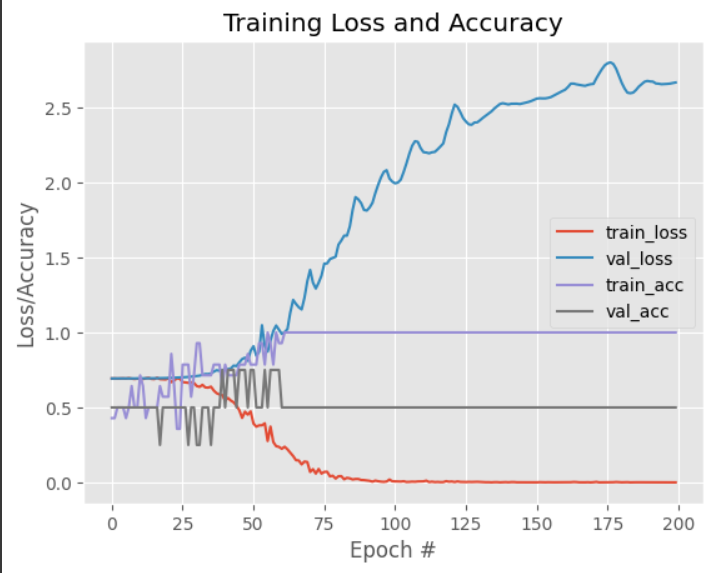 Training Loss and Accuracy
Loss/Accuracy
2.5
2.0
1.5
1.0
0.5
0.0
train_loss
val_loss
train_acc
val_acc
0 25 50 75 100 125 150 175 200
Epoch #